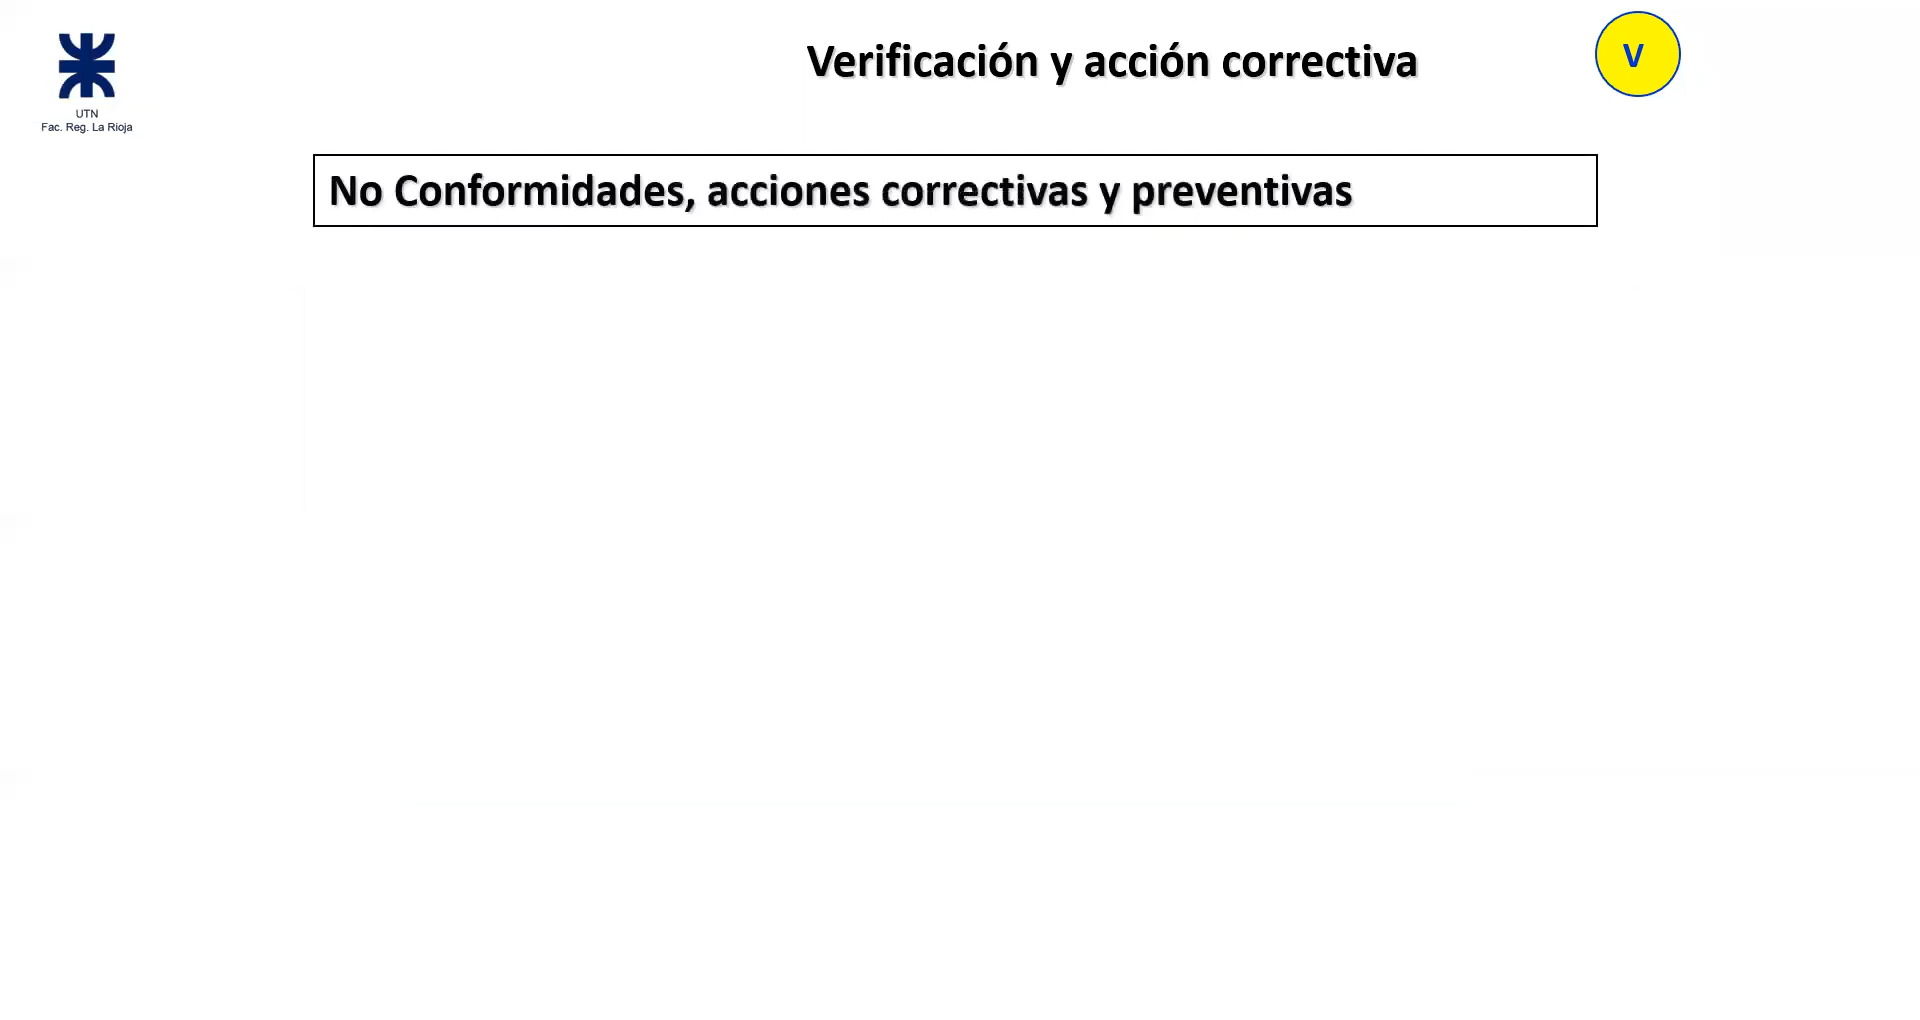 Verificación y acción correctiva
V
UTN
Fac. Reg. La Rioja
No Conformidades, acciones correctivas y preventivas